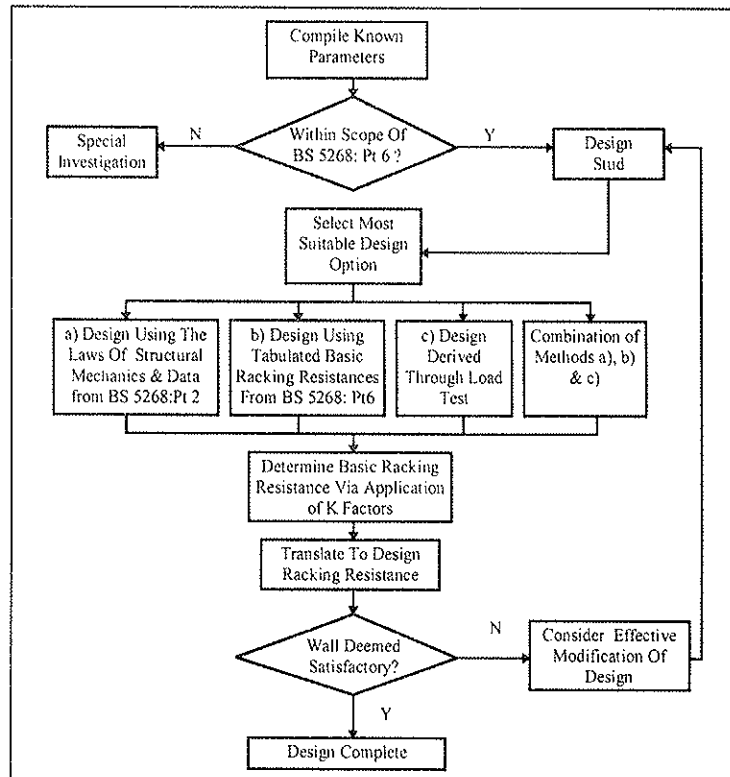 Compile Known
Parameters
Special
Investigation
N
Within Scope Of
BS 5268: Pt 6 ?
Y
Design
Stud
Select Most
Suitable Design
Option
a) Design Using The
Laws Of Structural
Mechanics & Data
from BS 5268:Pt 2
b) Design Using
Tabulated Basic
Racking Resistances
From BS 5268: Pt6
c) Design
Derived
Through Load
Test
Combination of
Methods a), b)
& c)
Determine Basic Racking
Resistance Via Application
of K Factors
Translate To Design
Racking Resistance
Wall Deemed
Satisfactory?
N
Consider Effective
Modification Of
Design
Y
Design Complete